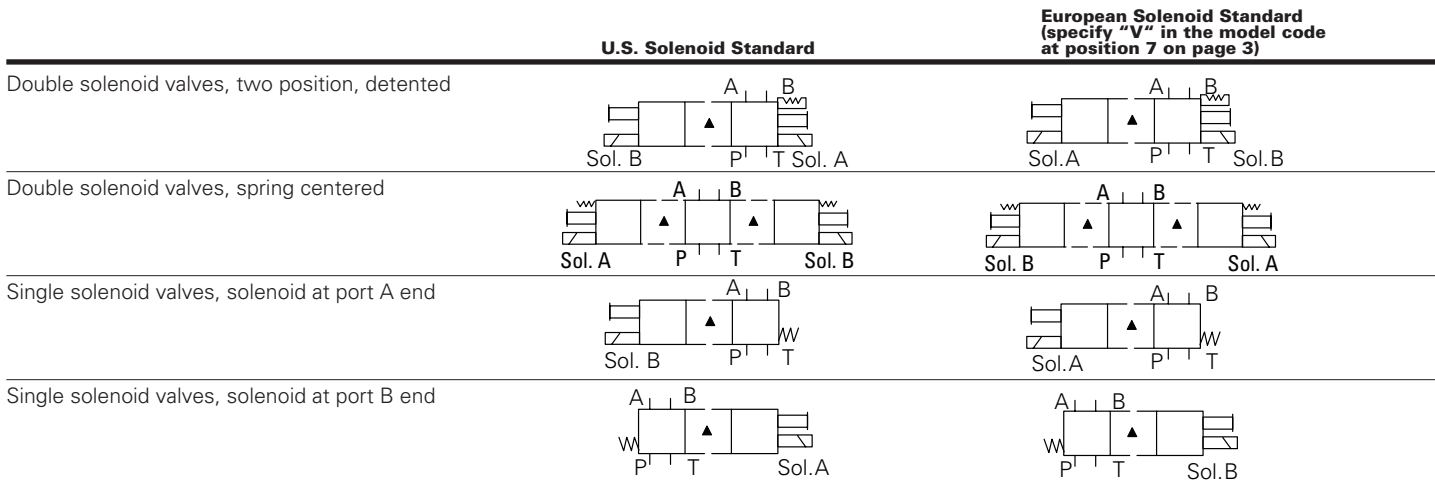 U.S. Solenoid Standard
European Solenoid Standard
(specify “V“ in the model code
at position 7 on page 3)
Double solenoid valves, two position, detented
A B
Sol. B P T Sol. A
A B
Sol.A P T Sol.B
Double solenoid valves, spring centered
A B
Sol. A P T Sol. B
A B
Sol. B P T Sol. A
Single solenoid valves, solenoid at port A end
A B
Sol. B P T
A B
Sol.A P T
Single solenoid valves, solenoid at port B end
A B
P T Sol.A
A B
P T Sol.B